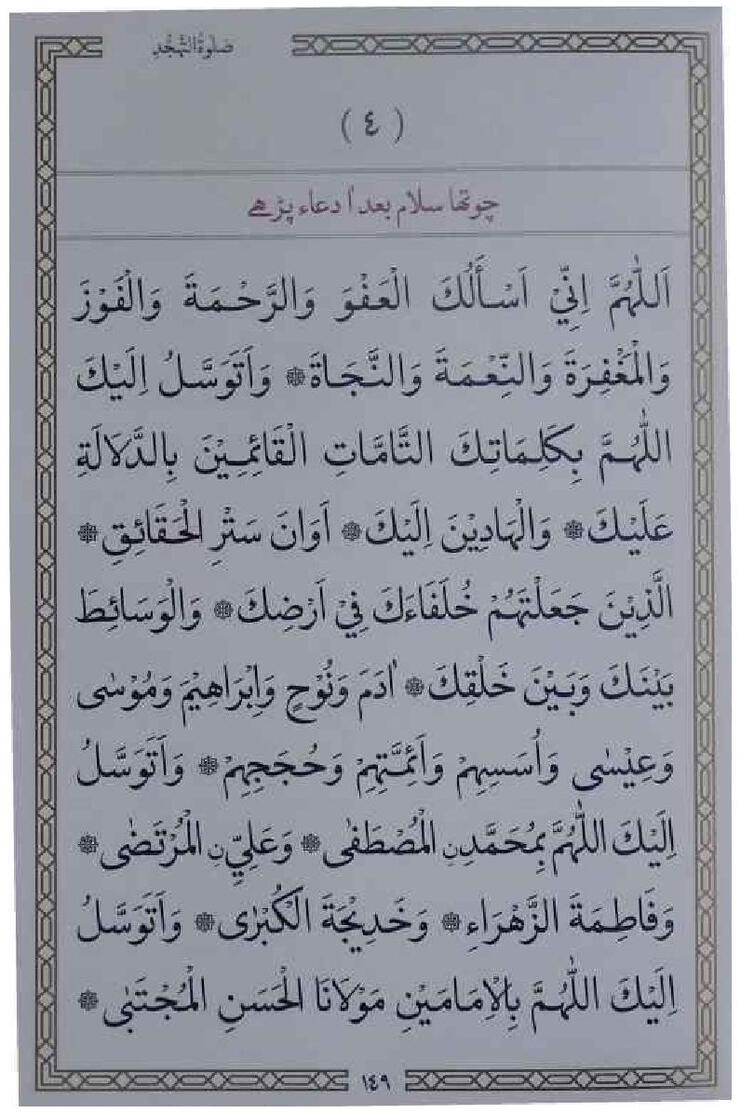 صَلٰوةُ التَّهَجُّدِ
(٤)
چوتھا سلام بعد اٰ دعاء پڑھے
اَللّٰهُمَّ اِنِّيْ اَسْأَلُكَ الْعَفْوَ وَالرَّحْمَةَ وَالْفَوْزَ
وَالْمَغْفِرَةَ وَالنِّعْمَةَ وَالنَّجَاةَ۞ وَاَتَوَسَّلُ اِلَيْكَ
اللّٰهُمَّ بِكَلِمَاتِكَ التَّامَّاتِ الْقَائِمِيْنَ بِالدَّلَالَةِ
عَلَيْكَ۞ وَالْهَادِيْنَ اِلَيْكَ۞ اَوَانَ سَتْرِ الْحَقَائِقِ۞
الَّذِيْنَ جَعَلْتَهُمْ خُلَفَاءَكَ فِيْ اَرْضِكَ۞ وَالْوَسَائِطَ
بَيْنَكَ وَبَيْنَ خَلْقِكَ۞ اٰدَمَ وَنُوْحٍ وَاِبْرَاهِيْمَ وَمُوْسٰى
وَعِيْسٰى وَاُسَسِهِمْ وَاَئِمَّتِهِمْ وَحُجَجِهِمْ۞ وَاَتَوَسَّلُ
اِلَيْكَ اللّٰهُمَّ بِمُحَمَّدِنِ الْمُصْطَفٰى۞ وَعَلِيِّنِ الْمُرْتَضٰى۞
وَفَاطِمَةَ الزَّهْرَاءِ۞ وَخَدِيْجَةَ الْكُبْرٰى۞ وَاَتَوَسَّلُ
اِلَيْكَ اللّٰهُمَّ بِالْاِمَامَيْنِ مَوْلَانَا الْحَسَنِ الْمُجْتَبٰى۞
١٤٩